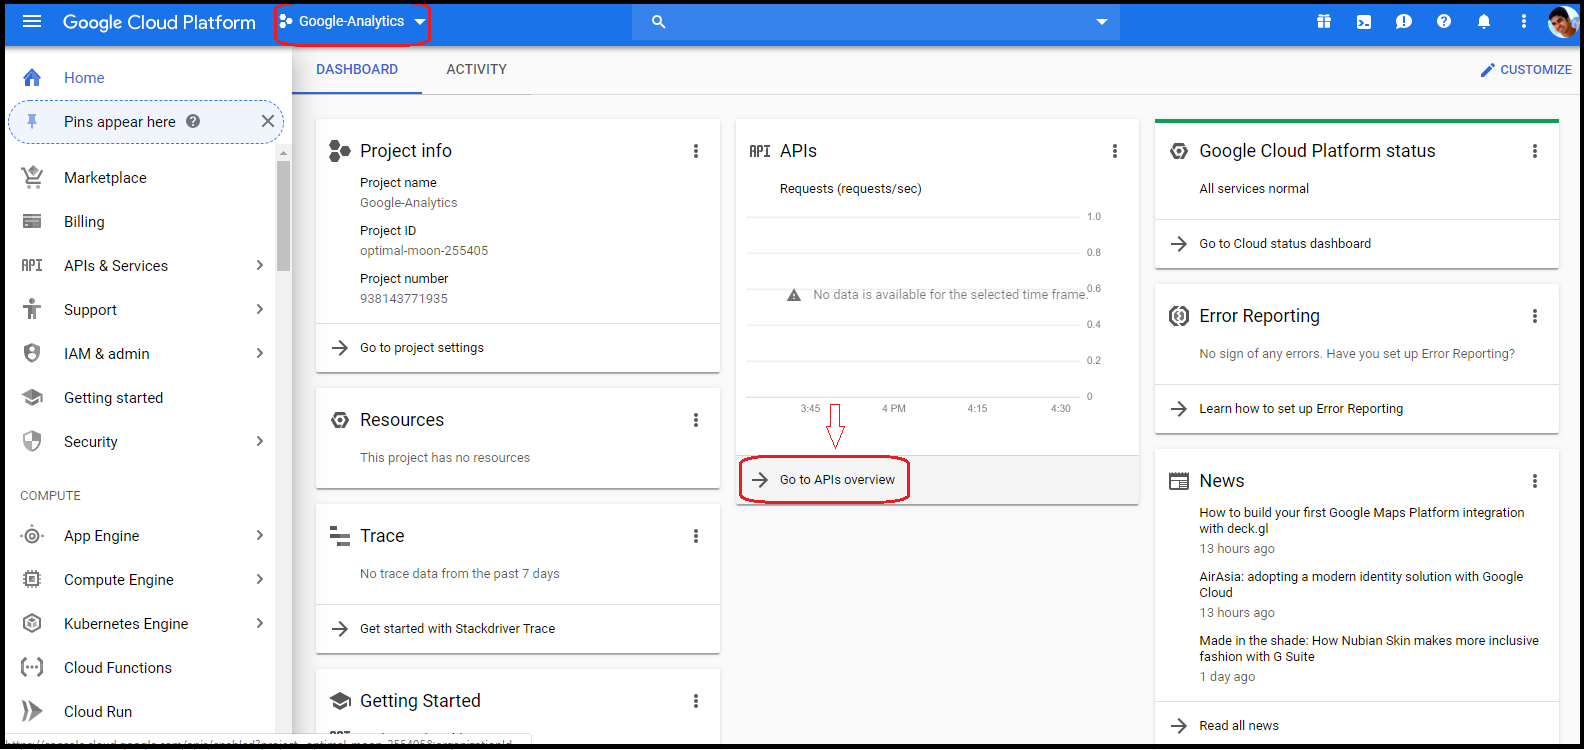 Google Cloud Platform
Google-Analytics
DASHBOARD
ACTIVITY
CUSTOMIZE
Home
Pins appear here
Marketplace
Billing
API
APIs & Services
Support
IAM & admin
Getting started
Security
COMPUTE
App Engine
Compute Engine
Kubernetes Engine
Cloud Functions
Cloud Run
Project info
Project name
Google-Analytics
Project ID
optimal-moon-255405
Project number
938143771935
Go to project settings
Resources
This project has no resources
Trace
No trace data from the past 7 days
Get started with Stackdriver Trace
Getting Started
API
APIs
Requests (requests/sec)
1.0
0.8
No data is available for the selected time frame.
0.6
0.4
0.2
0
3:45
4 PM
4:15
4:30
Go to APIs overview
Google Cloud Platform status
All services normal
Go to Cloud status dashboard
Error Reporting
No sign of any errors. Have you set up Error Reporting?
Learn how to set up Error Reporting
News
How to build your first Google Maps Platform integration
with deck.gl
13 hours ago
AirAsia: adopting a modern identity solution with Google
Cloud
13 hours ago
Made in the shade: How Nubian Skin makes more inclusive
fashion with G Suite
1 day ago
Read all news